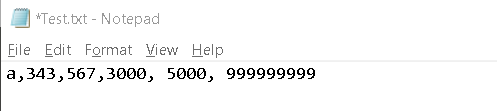 *Test.txt - Notepad
File Edit Format View Help
a,343,567,3000, 5000, 999999999